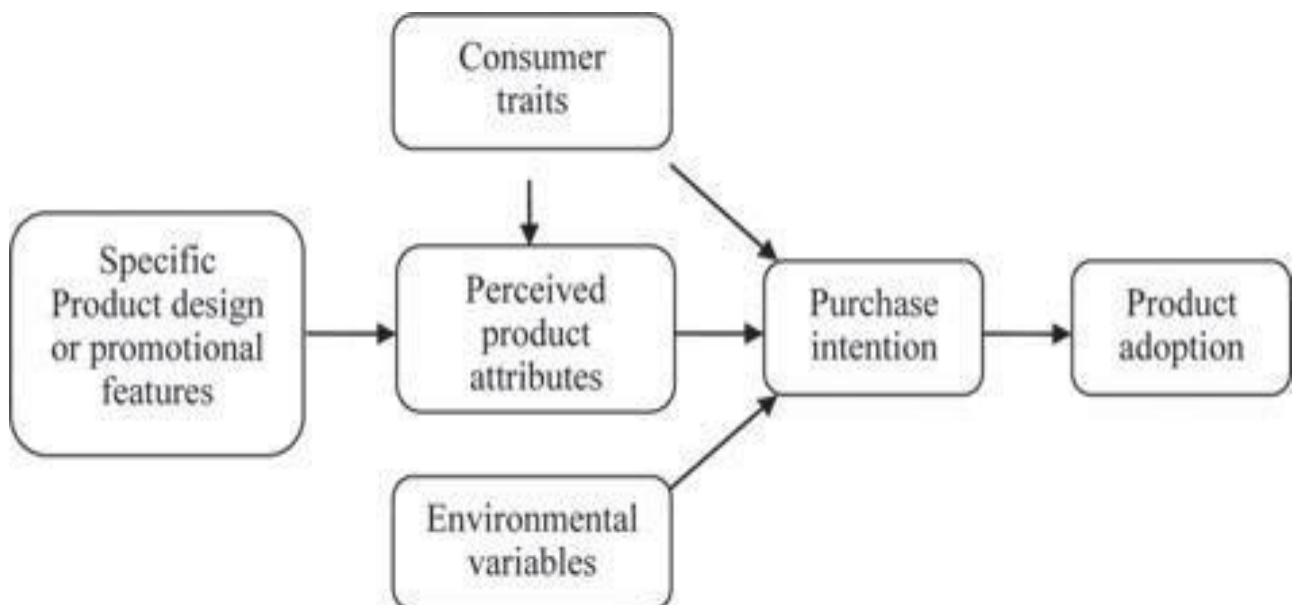 Consumer
traits
Specific
Product design
or promotional
features
Perceived
product
attributes
Purchase
intention
Product
adoption
Environmental
variables